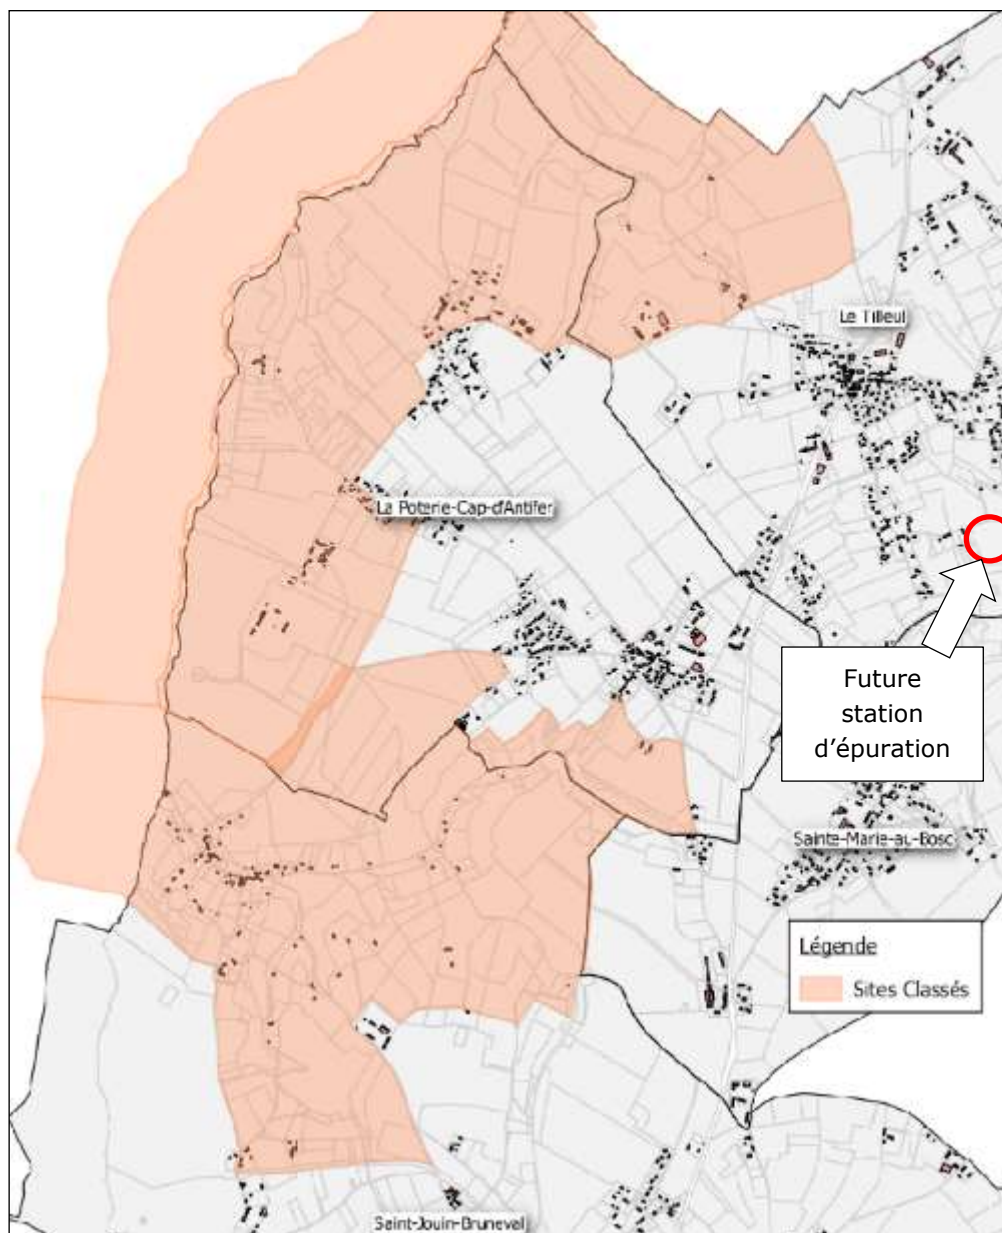 Le Tilleul
La Poterie-Cap-d'Antifer
Future
station
d'épuration
Sainte-Marie-au-Bosc
Légende
Sites Classés
Saint-Jouin-Bruneval